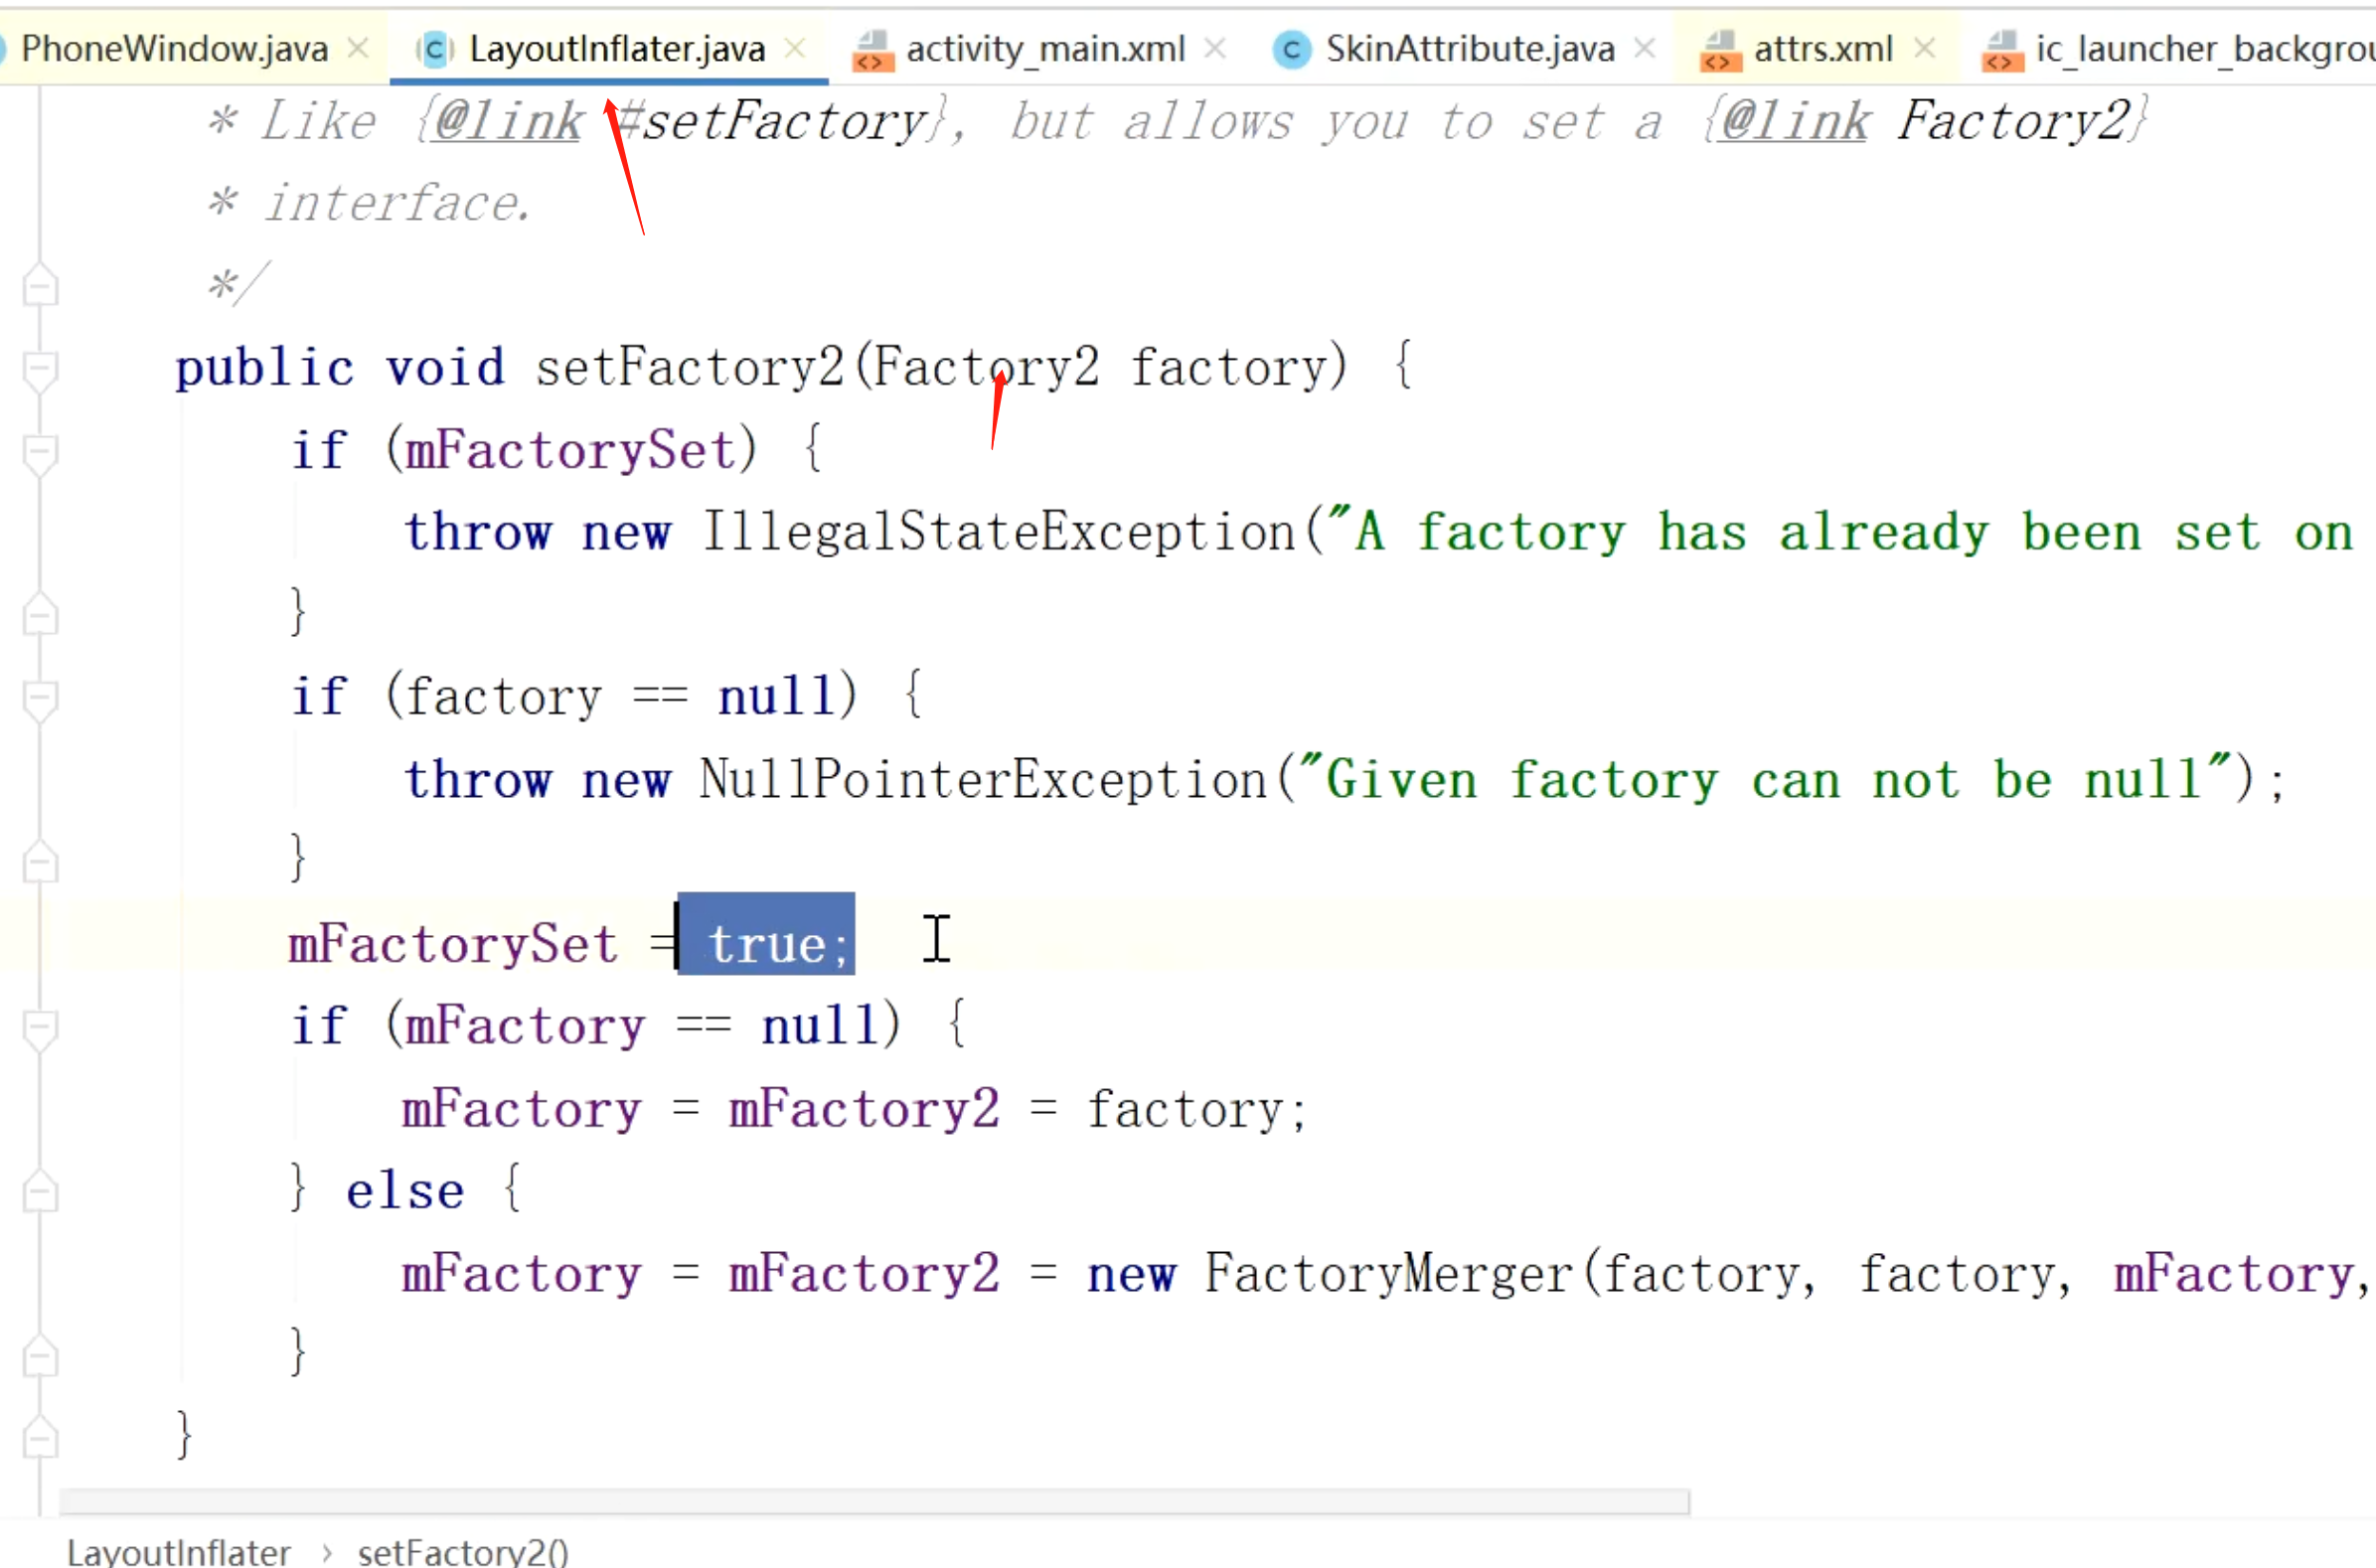 PhoneWindow.java LayoutInflater.java activity_main.xml SkinAttribute.java attrs.xml ic_launcher_backgrou
* Like {@link #setFactory}, but allows you to set a {@link Factory2}
* interface.
*/
public void setFactory2(Factory2 factory) {
if (mFactorySet) {
throw new IllegalStateException("A factory has already been set on
}
if (factory == null) {
throw new NullPointerException("Given factory can not be null");
}
mFactorySet = true;
if (mFactory == null) {
mFactory = mFactory2 = factory;
} else {
mFactory = mFactory2 = new FactoryMerger(factory, factory, mFactory,
}
}
LayoutInflater › setFactory2()